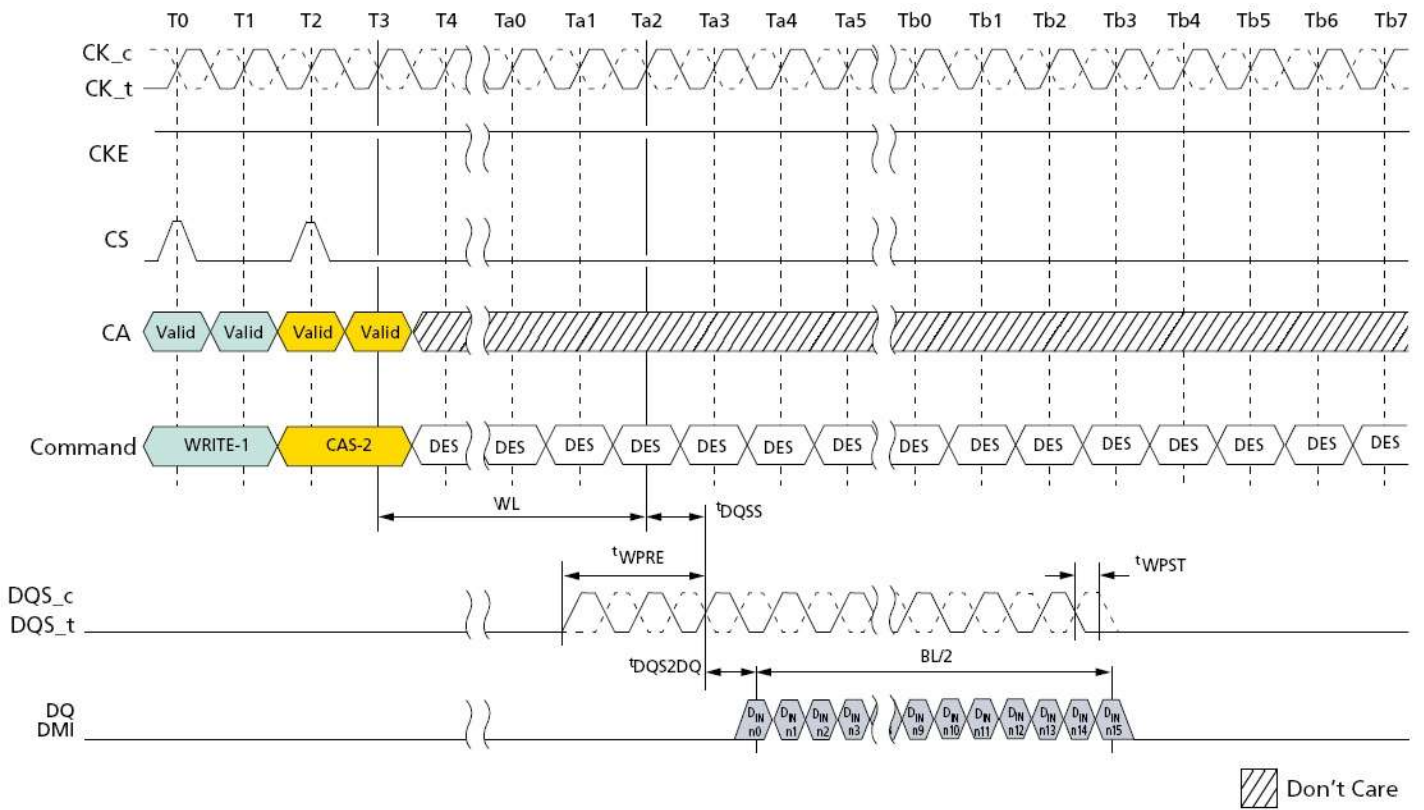 T0 T1 T2 T3 T4 Ta0 Ta1 Ta2 Ta3 Ta4 Ta5 Tb0 Tb1 Tb2 Tb3 Tb4 Tb5 Tb6 Tb7
CK_c
CK_t
CKE
CS
CA Valid Valid Valid Valid
Command WRITE-1 CAS-2 DES DES DES DES DES DES DES DES DES DES DES DES DES DES DES
WL tDQSS
tWPRE tWPST
DQS_c
DQS_t
tDQS2DQ BL/2
DQ
DMI
DIN n0 DIN n1 DIN n2 DIN n3 DIN n9 DIN n10 DIN n11 DIN n12 DIN n13 DIN n14 DIN n15
Don't Care